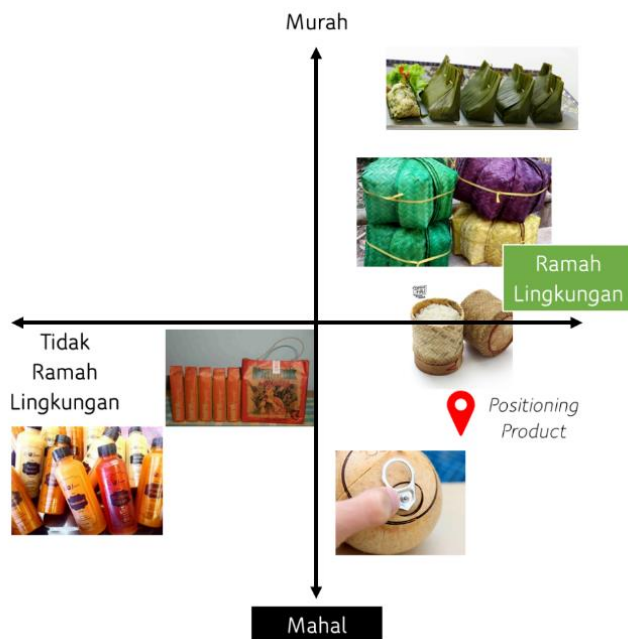 Murah
Ramah
Lingkungan
Tidak
Ramah
Lingkungan
Positioning
Product
Mahal